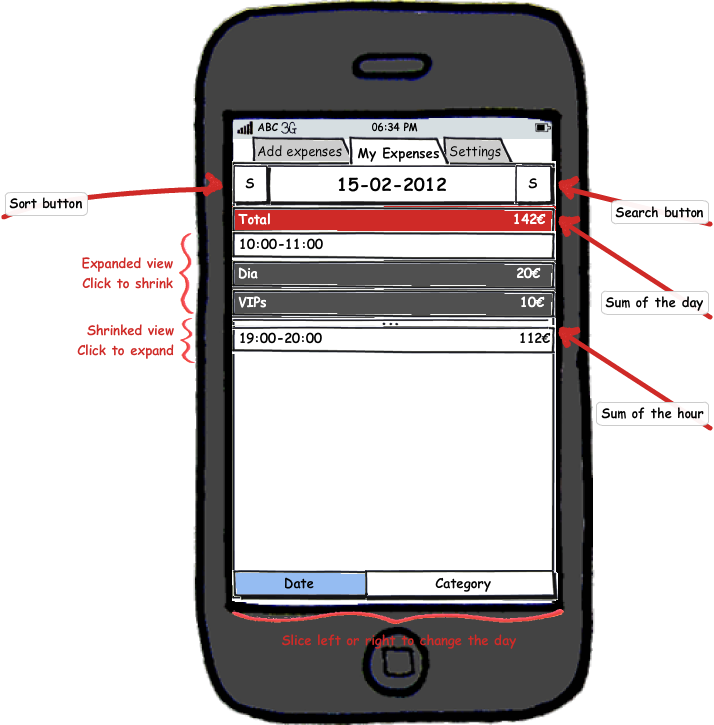 ABC 3G 06:34 PM
Add expenses My Expenses Settings
S 15-02-2012 S
Sort button
Search button
Total 142€
10:00-11:00
Expanded view
Click to shrink
Dia 20€
VIPs 10€
Sum of the day
Shrinked view
Click to expand
...
19:00-20:00 112€
Sum of the hour
Date Category
Slice left or right to change the day